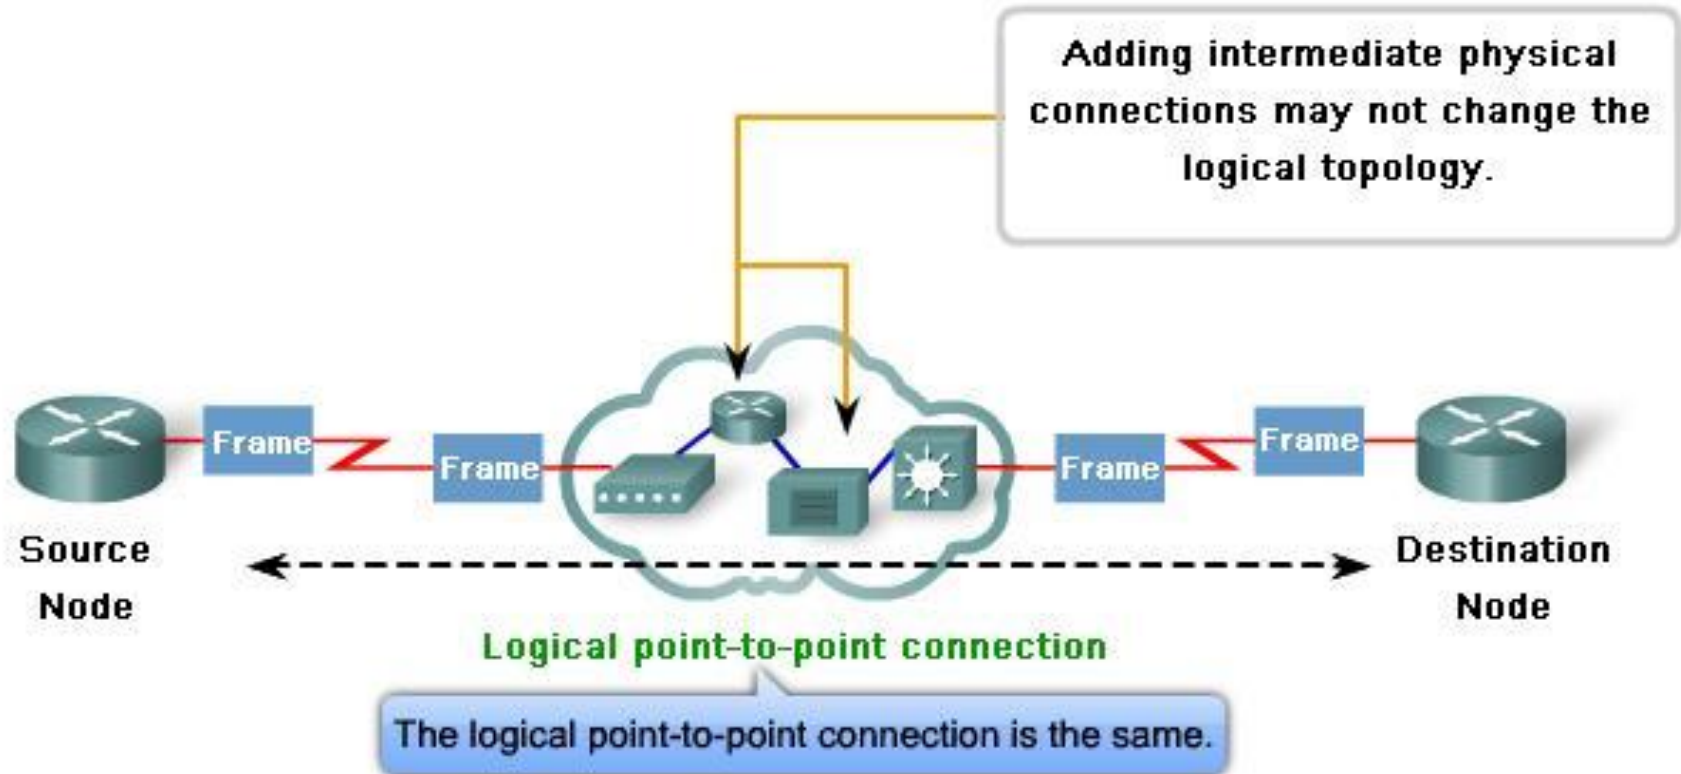 Adding intermediate physical
connections may not change the
logical topology.
Frame
Frame
Frame
Frame
Source
Node
Destination
Node
Logical point-to-point connection
The logical point-to-point connection is the same.